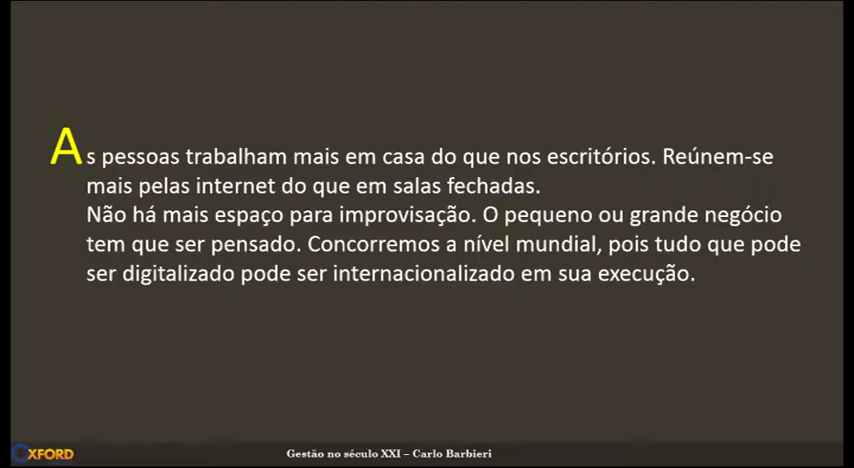 As pessoas trabalham mais em casa do que nos escritórios. Reúnem-se
mais pelas internet do que em salas fechadas.
Não há mais espaço para improvisação. O pequeno ou grande negócio
tem que ser pensado. Concorremos a nível mundial, pois tudo que pode
ser digitalizado pode ser internacionalizado em sua execução.
OXFORD
Gestão no século XXI – Carlo Barbieri